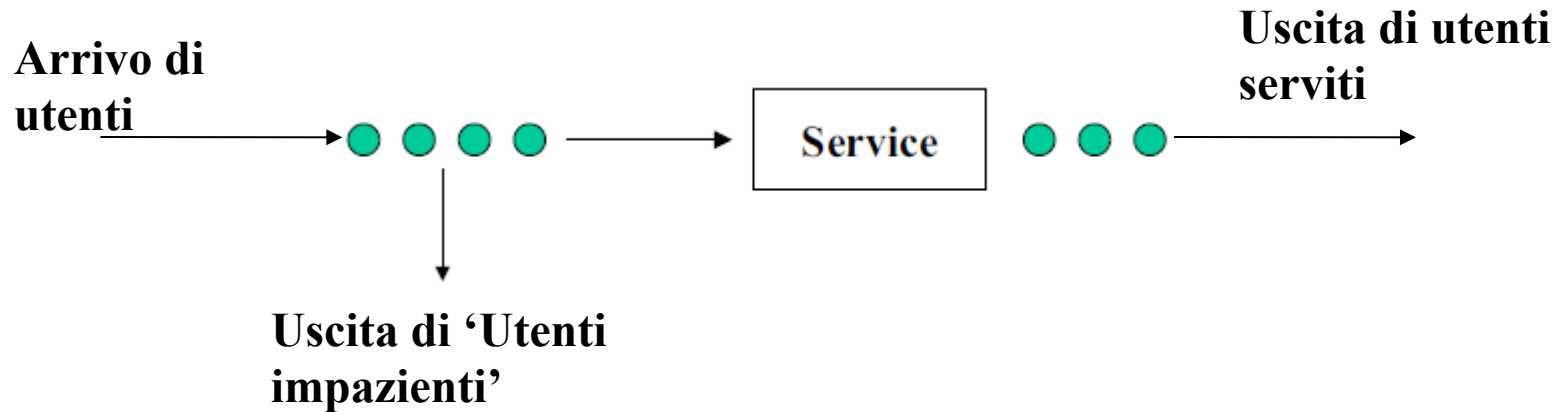 Arrivo di
utenti
Service
Uscita di utenti
serviti
Uscita di ‘Utenti
impazienti’